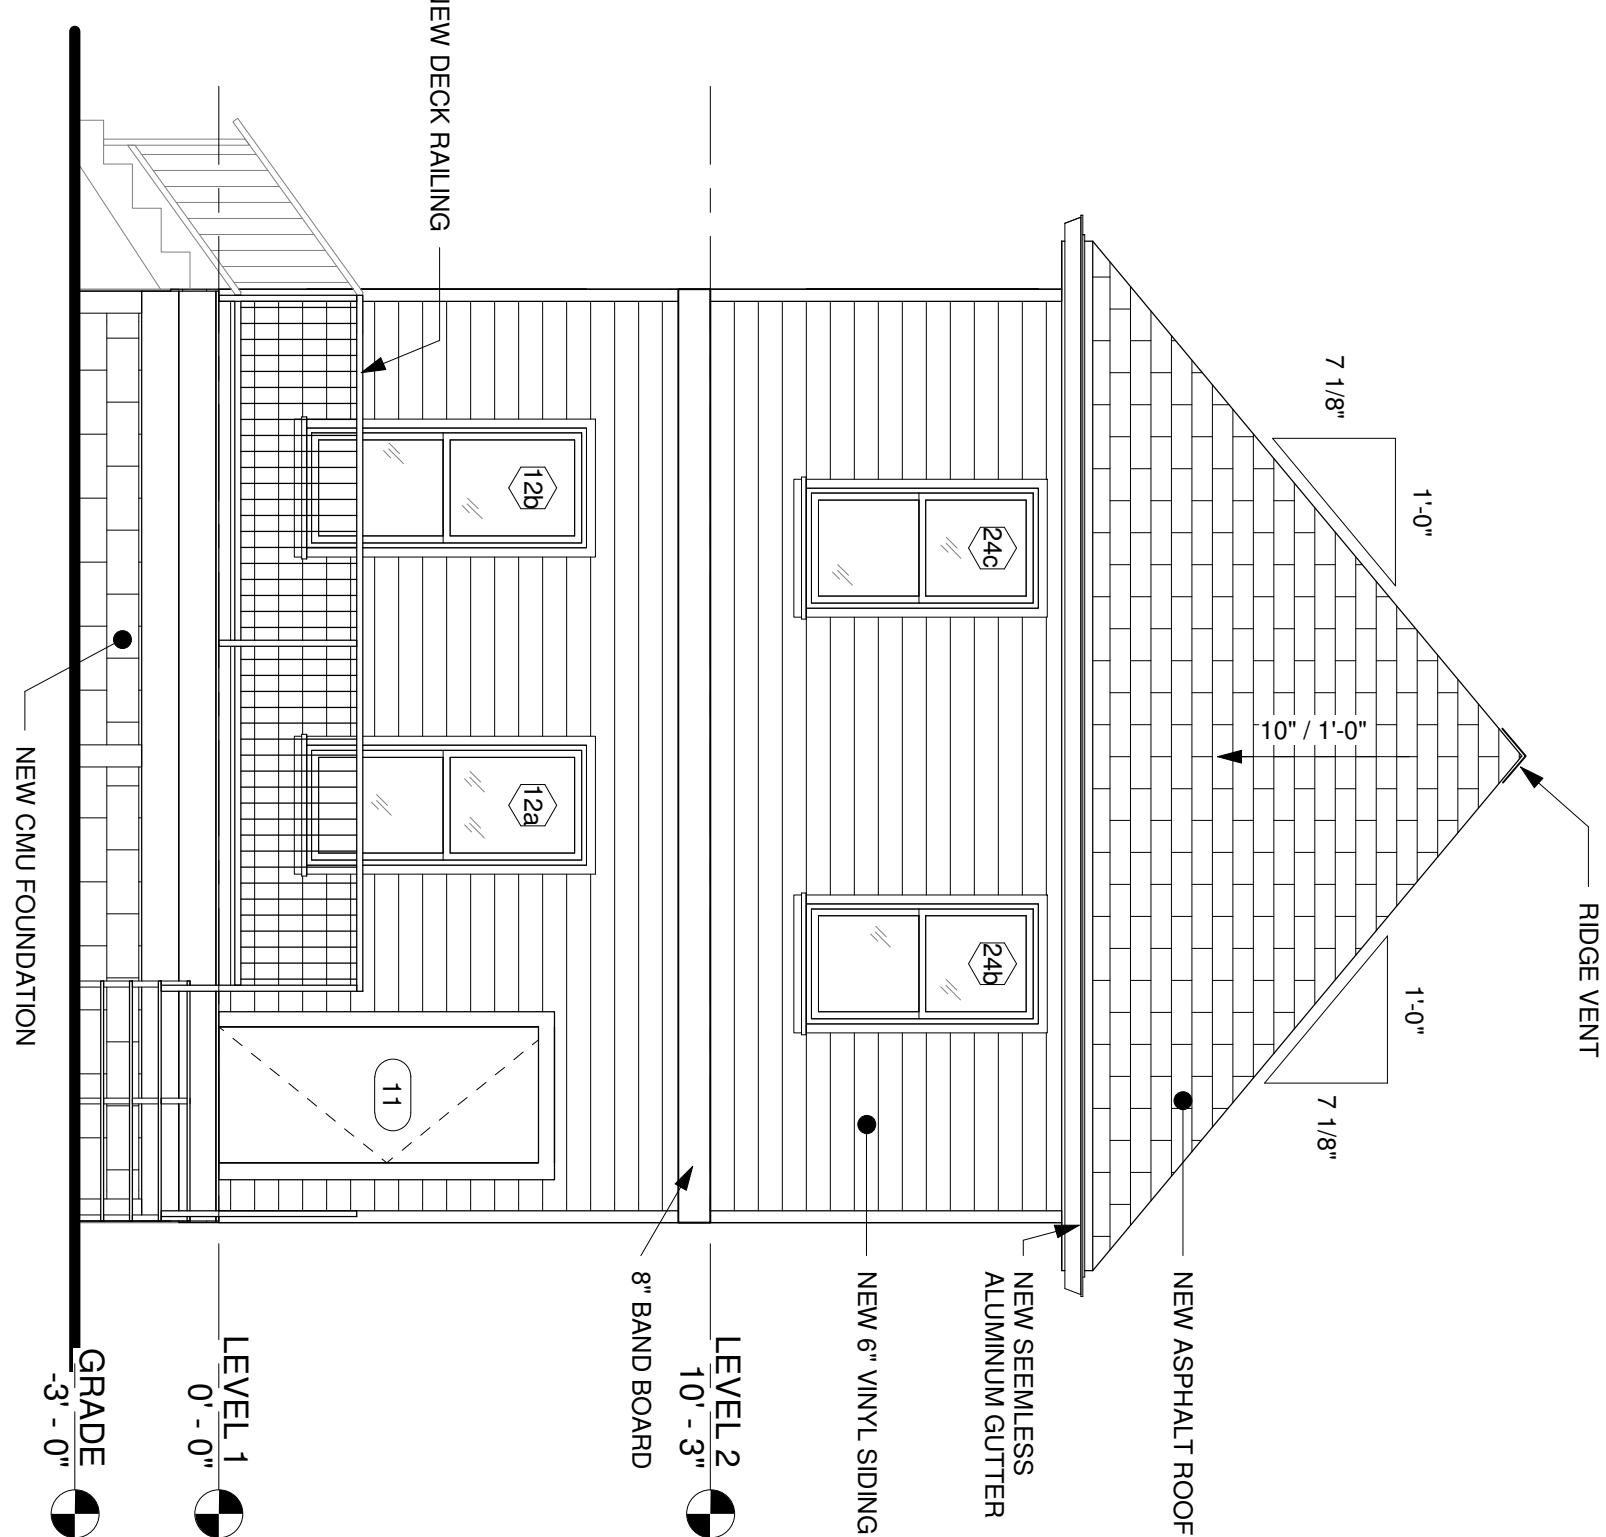 RIDGE VENT
1'-0"
7 1/8"
1'-0"
7 1/8"
10" / 1'-0"
NEW ASPHALT ROOF
NEW SEEMLESS
ALUMINUM GUTTER
24c
24b
NEW 6" VINYL SIDING
LEVEL 2
10' - 3"
8" BAND BOARD
12b
12a
NEW DECK RAILING
11
LEVEL 1
0' - 0"
GRADE
-3' - 0"
NEW CMU FOUNDATION